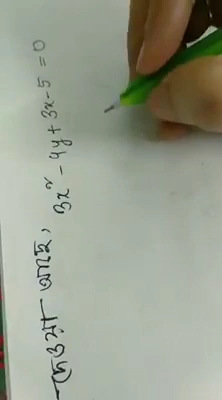 দেওয়া আছে, 3x² - 4y + 3x - 5 = 0